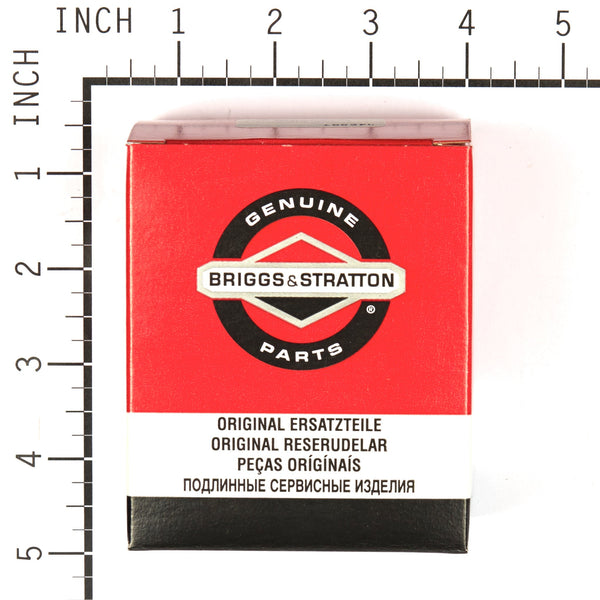 INCH 1 2 3 4 5
INCH
1
2
3
4
5
GENUINE
BRIGGS&STRATTON
®
PARTS
ORIGINAL ERSATZTEILE
ORIGINAL RESERUDELAR
PEÇAS ORÍGÍNAÍS
ПОДЛИННЫЕ СЕРВИСНЫЕ ИЗДЕЛИЯ